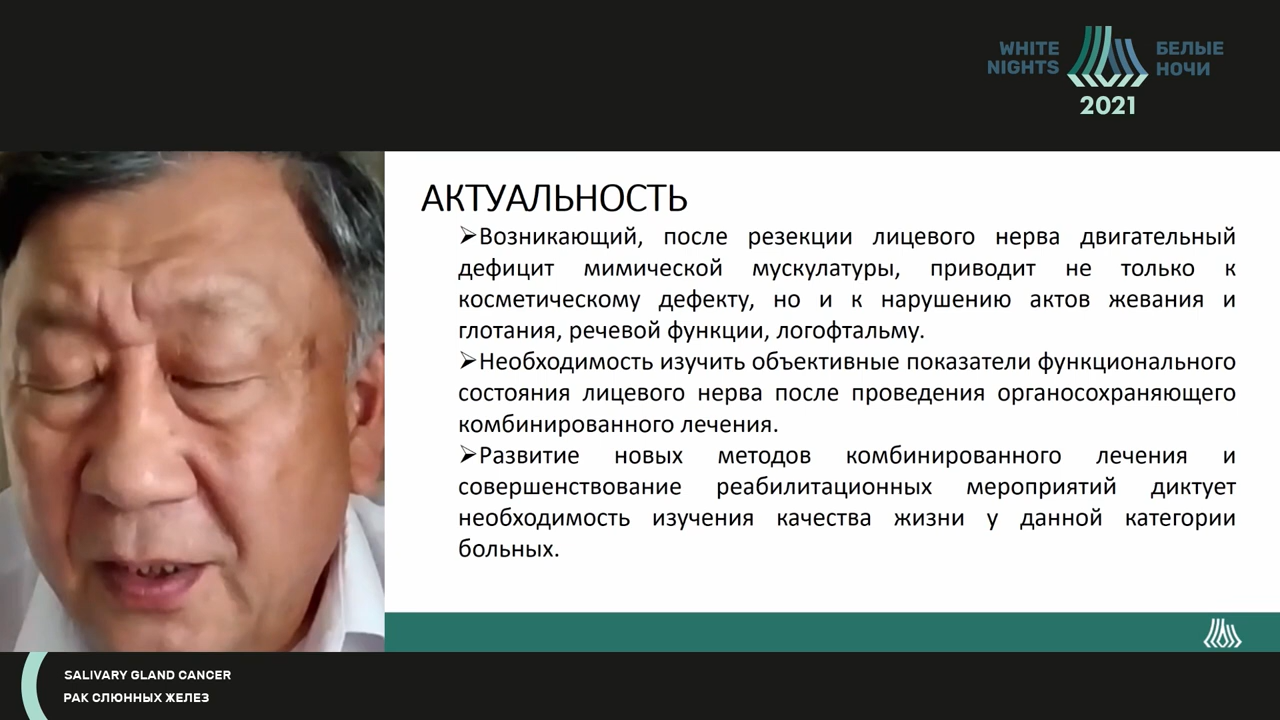 WHITE
NIGHTS
БЕЛЫЕ
НОЧИ
2021
АКТУАЛЬНОСТЬ
➢Возникающий, после резекции лицевого нерва двигательный
дефицит мимической мускулатуры, приводит не только к
косметическому дефекту, но и к нарушению актов жевания и
глотания, речевой функции, логофтальму.
➢Необходимость изучить объективные показатели функционального
состояния лицевого нерва после проведения органосохраняющего
комбинированного лечения.
➢Развитие новых методов комбинированного лечения и
совершенствование реабилитационных мероприятий диктует
необходимость изучения качества жизни у данной категории
больных.
SALIVARY GLAND CANCER
РАК СЛЮННЫХ ЖЕЛЕЗ